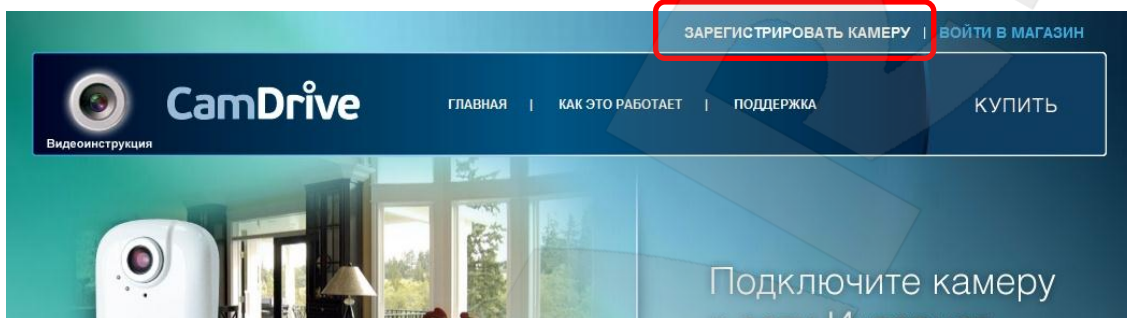 ЗАРЕГИСТРИРОВАТЬ КАМЕРУ | ВОЙТИ В МАГАЗИН
CamDrive
ГЛАВНАЯ | КАК ЭТО РАБОТАЕТ | ПОДДЕРЖКА
КУПИТЬ
Видеоинструкция
Подключите камеру